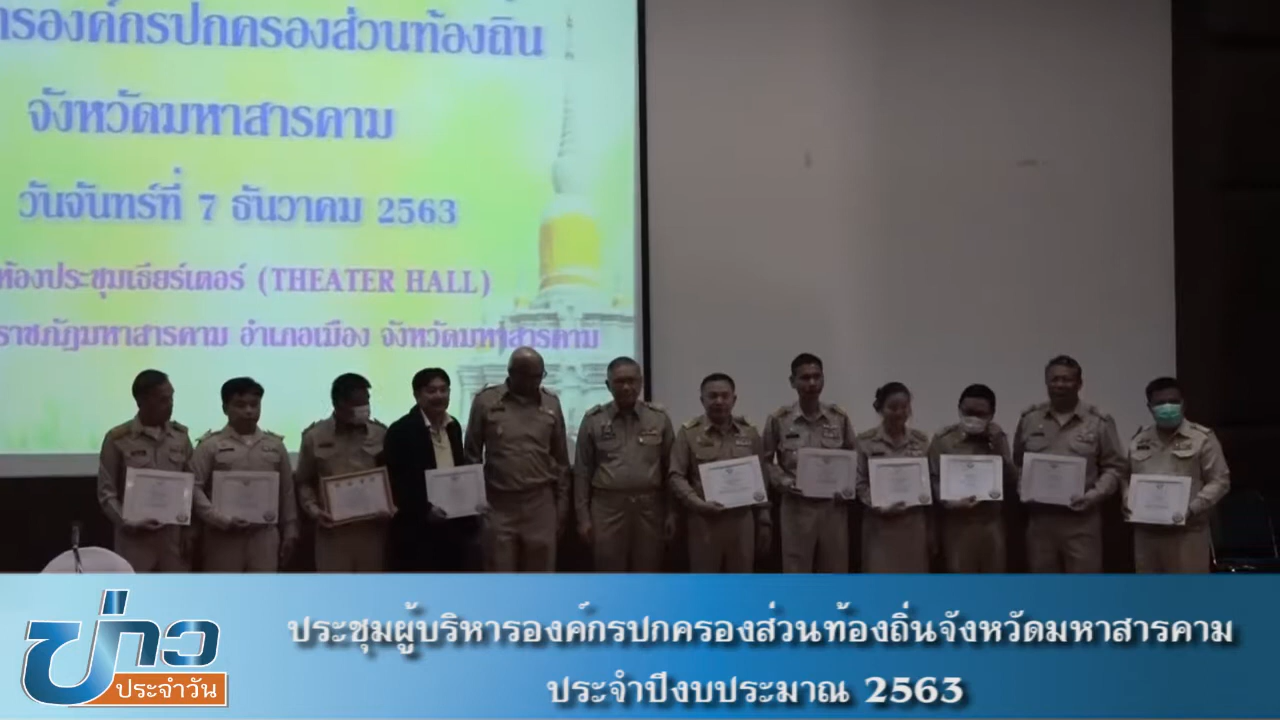 ารองค์กรปกครองส่วนท้องถิ่น
จังหวัดมหาสารคาม
วันจันทร์ที่ 7 ธันวาคม 2563
ห้องประชุมเธียร์เตอร์ (THEATER HALL)
ราชภัฏมหาสารคาม อำเภอเมือง จังหวัดมหาสารคาม
ข่าว
ประจำวัน
ประชุมผู้บริหารองค์กรปกครองส่วนท้องถิ่นจังหวัดมหาสารคาม
ประจำปีงบประมาณ 2563